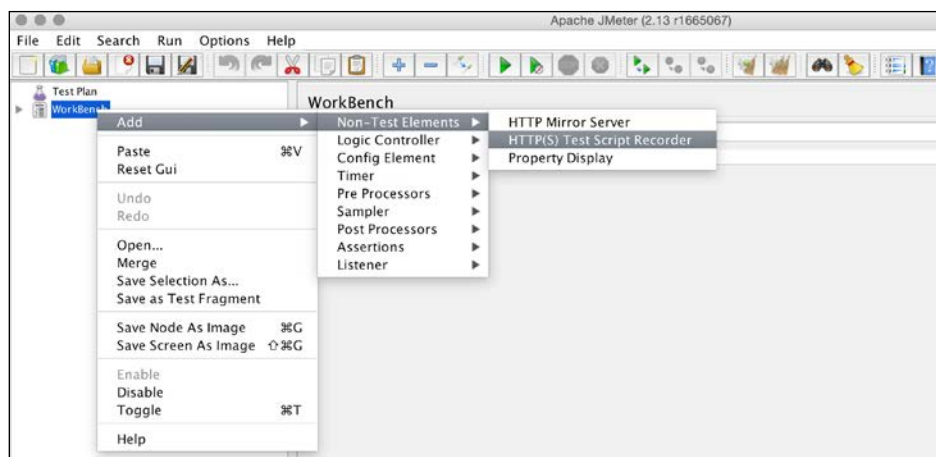 Apache JMeter (2.13 r1665067)
File Edit Search Run Options Help
Test Plan
WorkBench
WorkBench
Add
Paste ⌘V
Reset Gui
Undo
Redo
Open...
Merge
Save Selection As...
Save as Test Fragment
Save Node As Image ⌘G
Save Screen As Image ⇧⌘G
Enable
Disable
Toggle ⌘T
Help
Non-Test Elements
Logic Controller
Config Element
Timer
Pre Processors
Sampler
Post Processors
Assertions
Listener
HTTP Mirror Server
HTTP(S) Test Script Recorder
Property Display